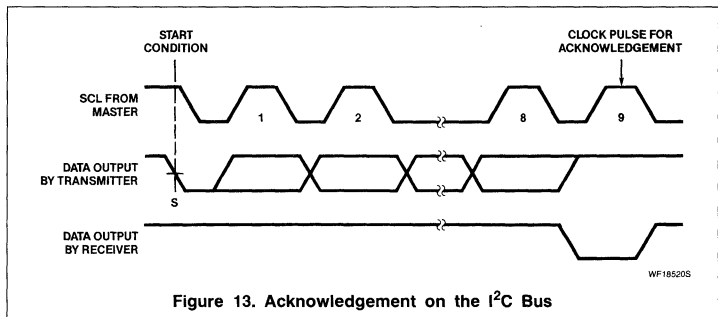 START
CONDITION
CLOCK PULSE FOR
ACKNOWLEDGEMENT
SCL FROM
MASTER
1
2
8
9
DATA OUTPUT
BY TRANSMITTER
S
DATA OUTPUT
BY RECEIVER
WF18520S
Figure 13. Acknowledgement on the I²C Bus